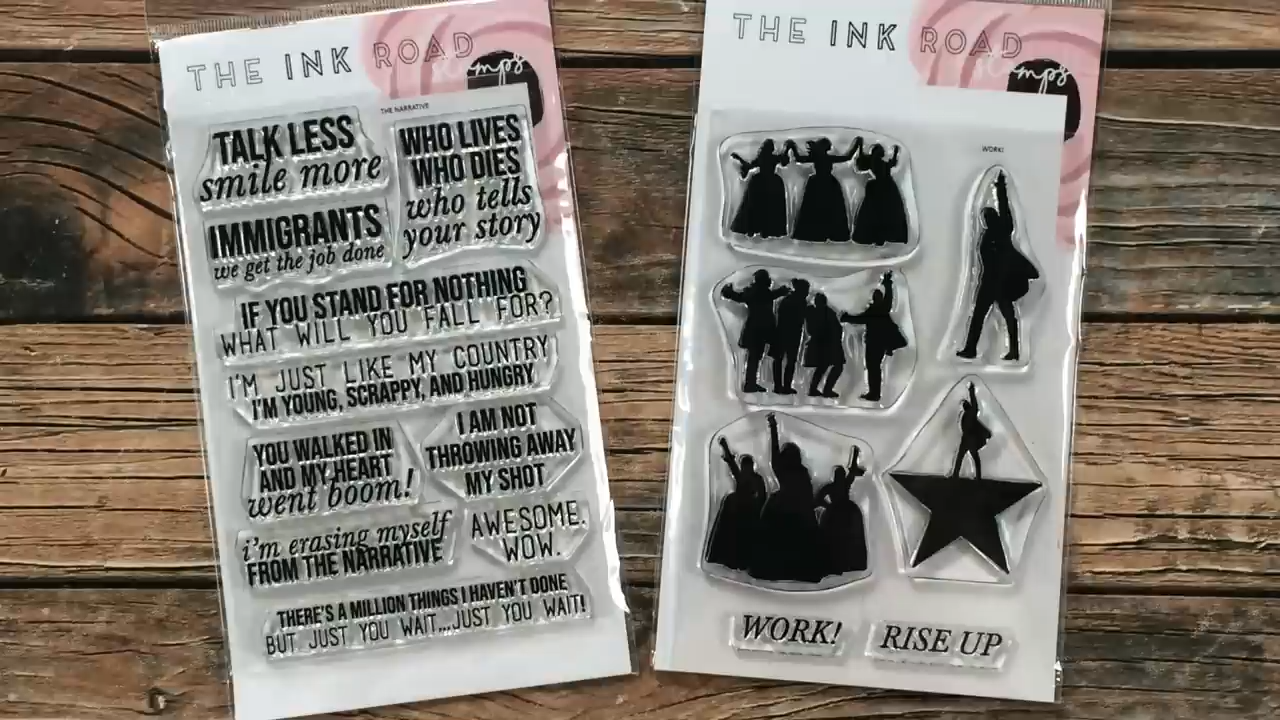 THE INK ROAD
stamps
THE NARRATIVE
TALK LESS
smile more
WHO LIVES
WHO DIES
who tells
your story
IMMIGRANTS
we get the job done
IF YOU STAND FOR NOTHING
WHAT WILL YOU FALL FOR?
I'M JUST LIKE MY COUNTRY
I'M YOUNG, SCRAPPY, AND HUNGRY
YOU WALKED IN
AND MY HEART
went boom!
I AM NOT
THROWING AWAY
MY SHOT
i'm erasing myself
FROM THE NARRATIVE
AWESOME.
WOW.
THERE'S A MILLION THINGS I HAVEN'T DONE
BUT JUST YOU WAIT...JUST YOU WAIT!
THE INK ROAD
stamps
WORK!
WORK!
RISE UP